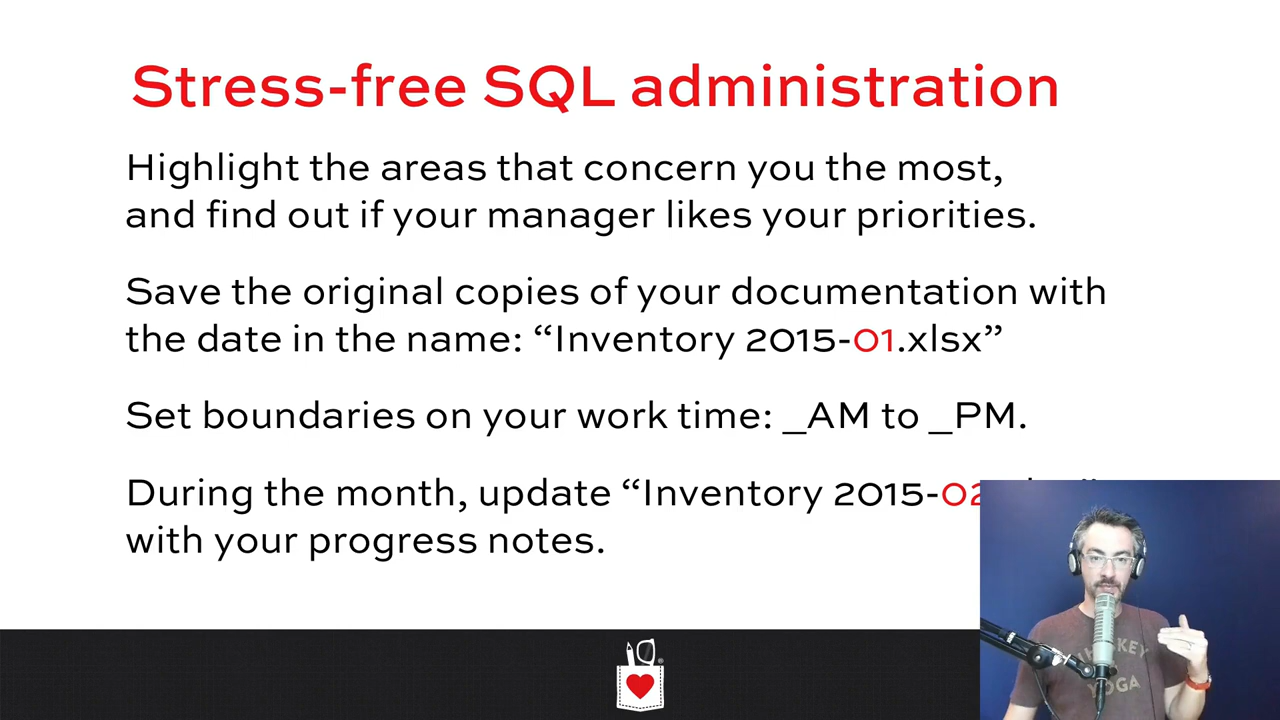 Stress-free SQL administration
Highlight the areas that concern you the most,
and find out if your manager likes your priorities.
Save the original copies of your documentation with
the date in the name: “Inventory 2015-01.xlsx”
Set boundaries on your work time: _AM to _PM.
During the month, update “Inventory 2015-02
with your progress notes.
YOGA